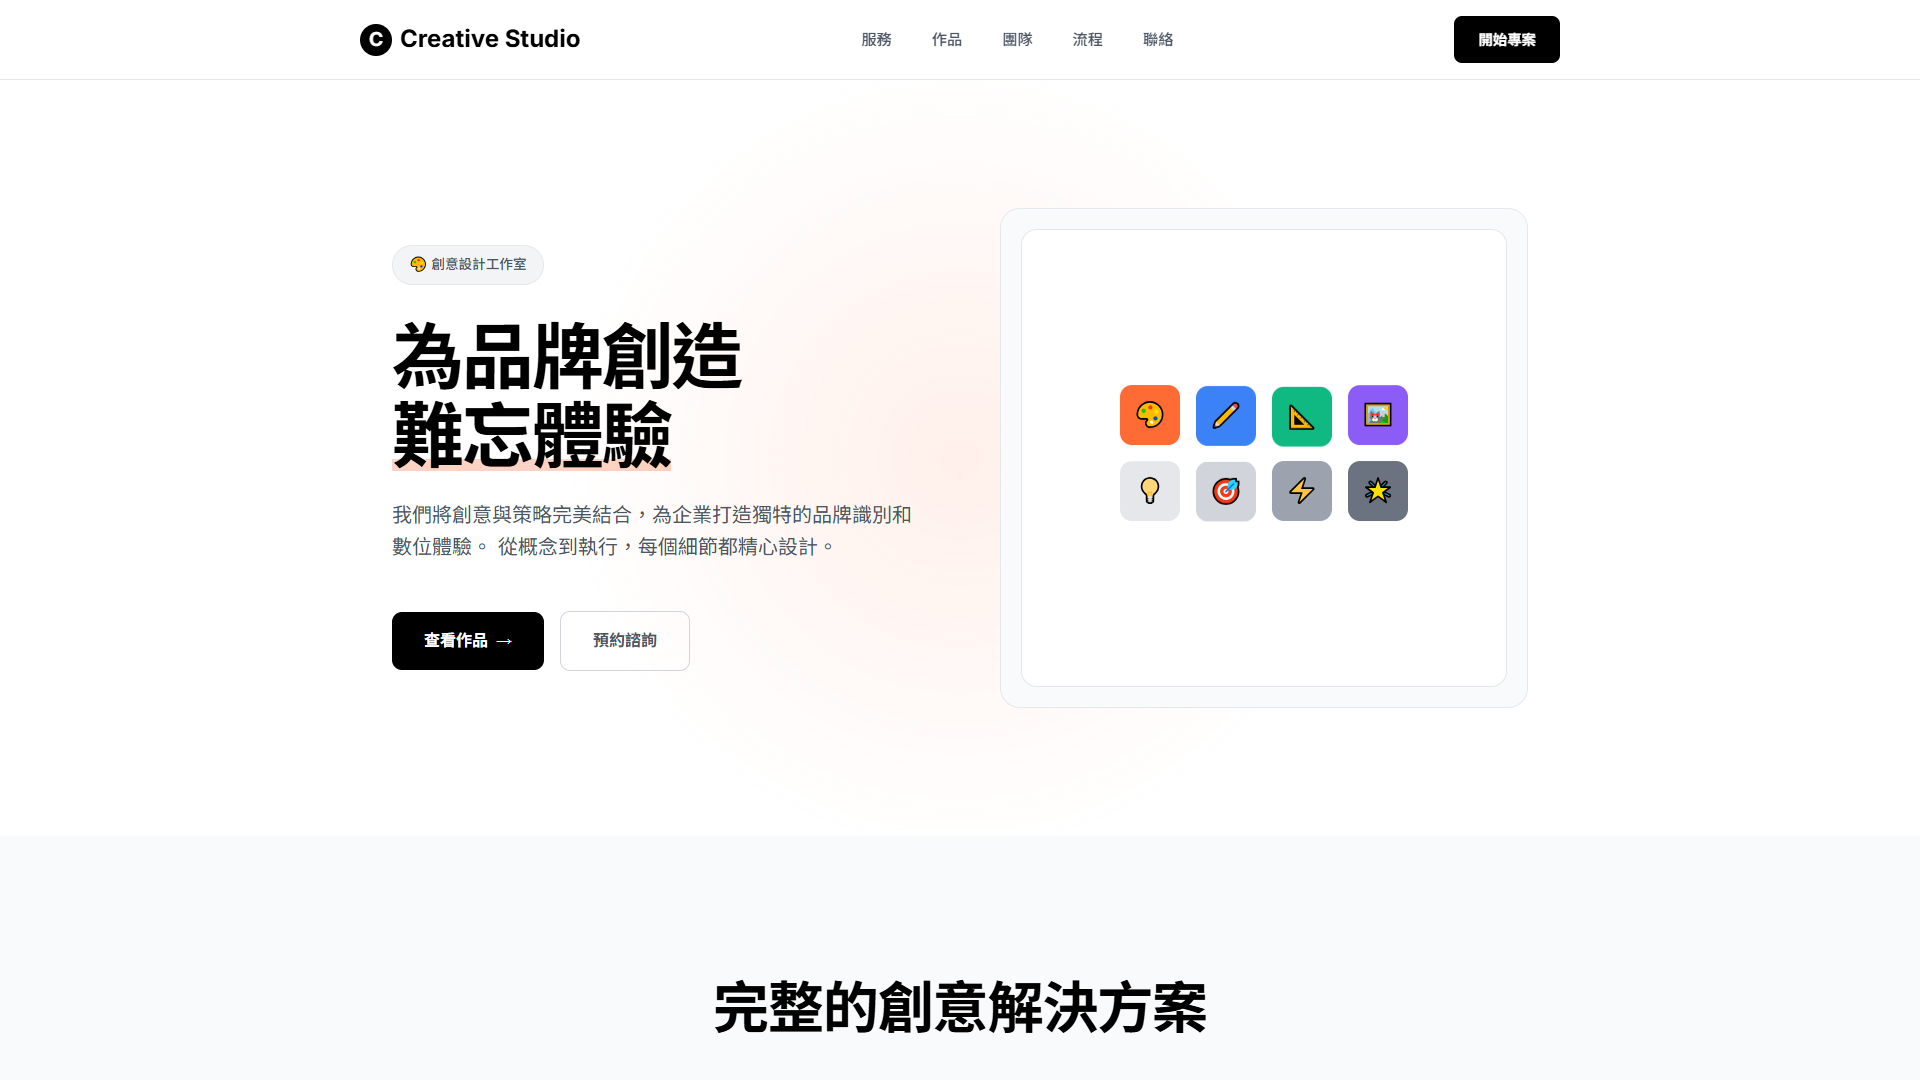 C Creative Studio
服務
作品
團隊
流程
聯絡
開始專案
創意設計工作室
為品牌創造
難忘體驗
我們將創意與策略完美結合，為企業打造獨特的品牌識別和
數位體驗。 從概念到執行，每個細節都精心設計。
查看作品 →
預約諮詢
完整的創意解決方案